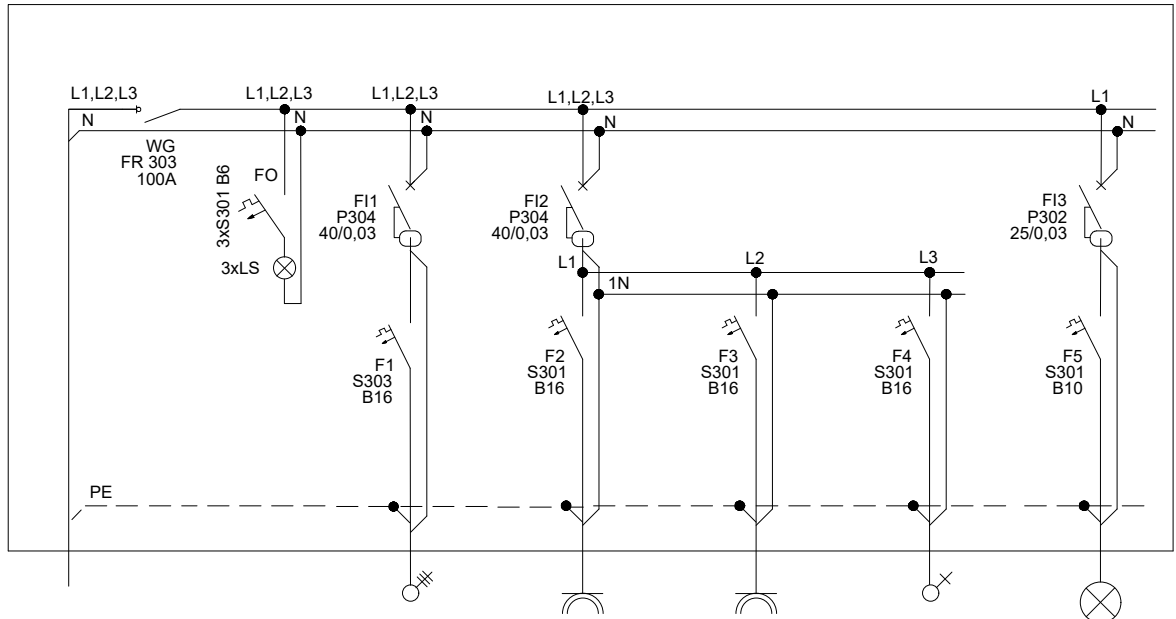 L1,L2,L3
L1,L2,L3
L1,L2,L3
L1,L2,L3
L1
N
N
N
N
N
WG
FR 303
100A
3xS301 B6
FO
3xLS
FI1
P304
40/0,03
FI2
P304
40/0,03
FI3
P302
25/0,03
L1
L2
L3
1N
F1
S303
B16
F2
S301
B16
F3
S301
B16
F4
S301
B16
F5
S301
B10
PE